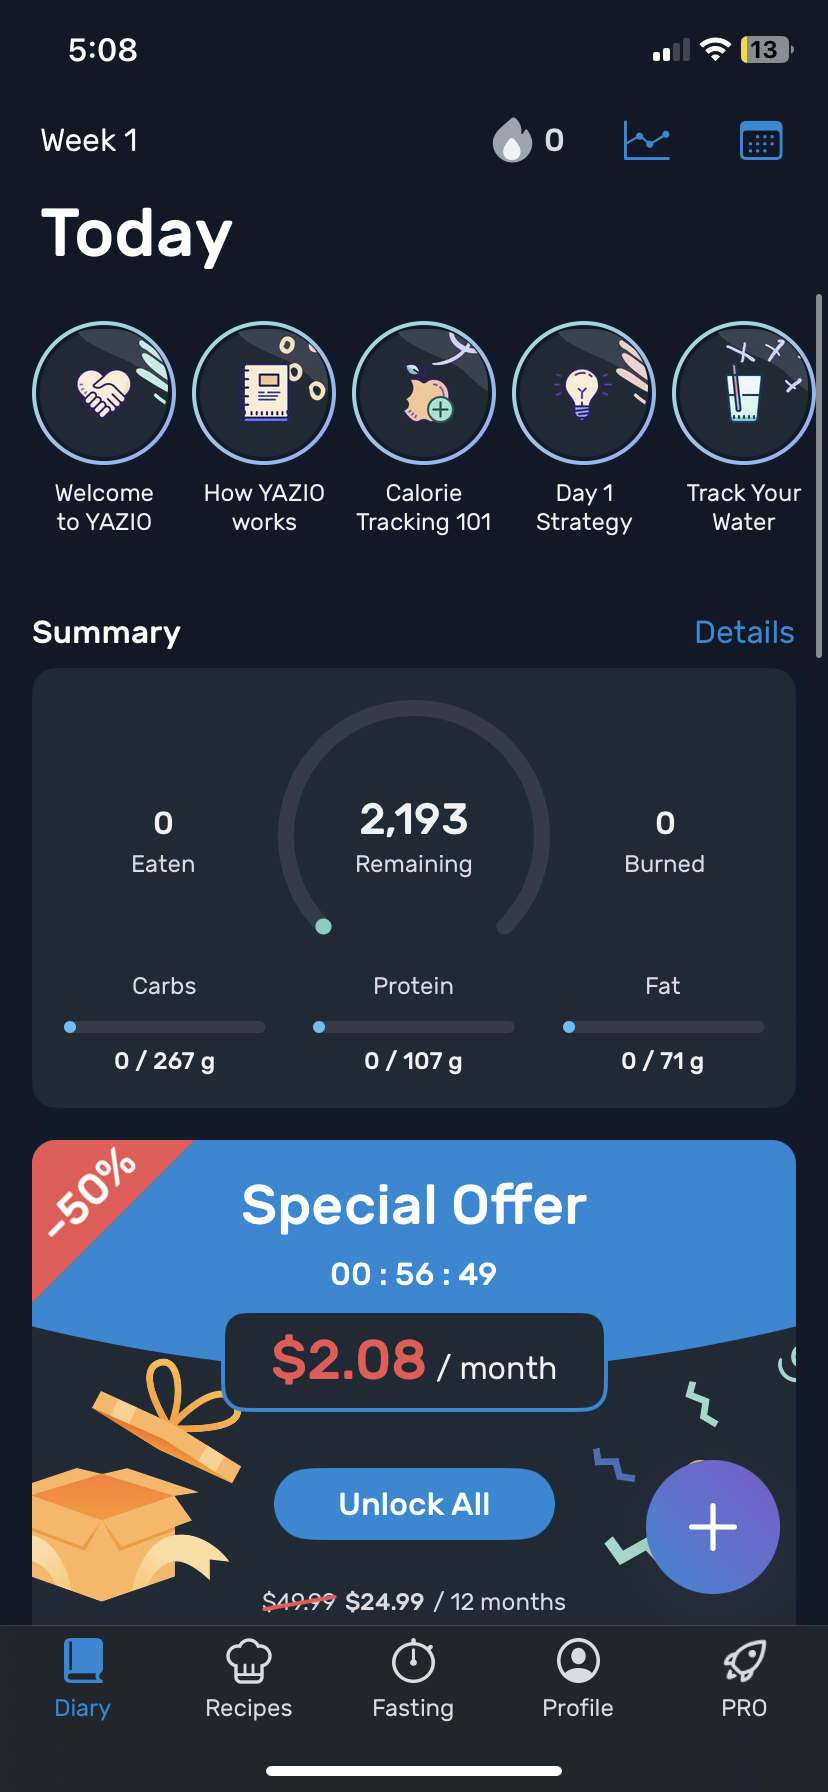 5:08
13
Week 1
0
Today
Welcome
to YAZIO
How YAZIO
works
Calorie
Tracking 101
Day 1
Strategy
Track Your
Water
Summary
Details
0
Eaten
2,193
Remaining
0
Burned
Carbs
0 / 267 g
Protein
0 / 107 g
Fat
0 / 71 g
-50%
Special Offer
00 : 56 : 49
$2.08 / month
Unlock All
$49.99 $24.99 / 12 months
Diary
Recipes
Fasting
Profile
PRO